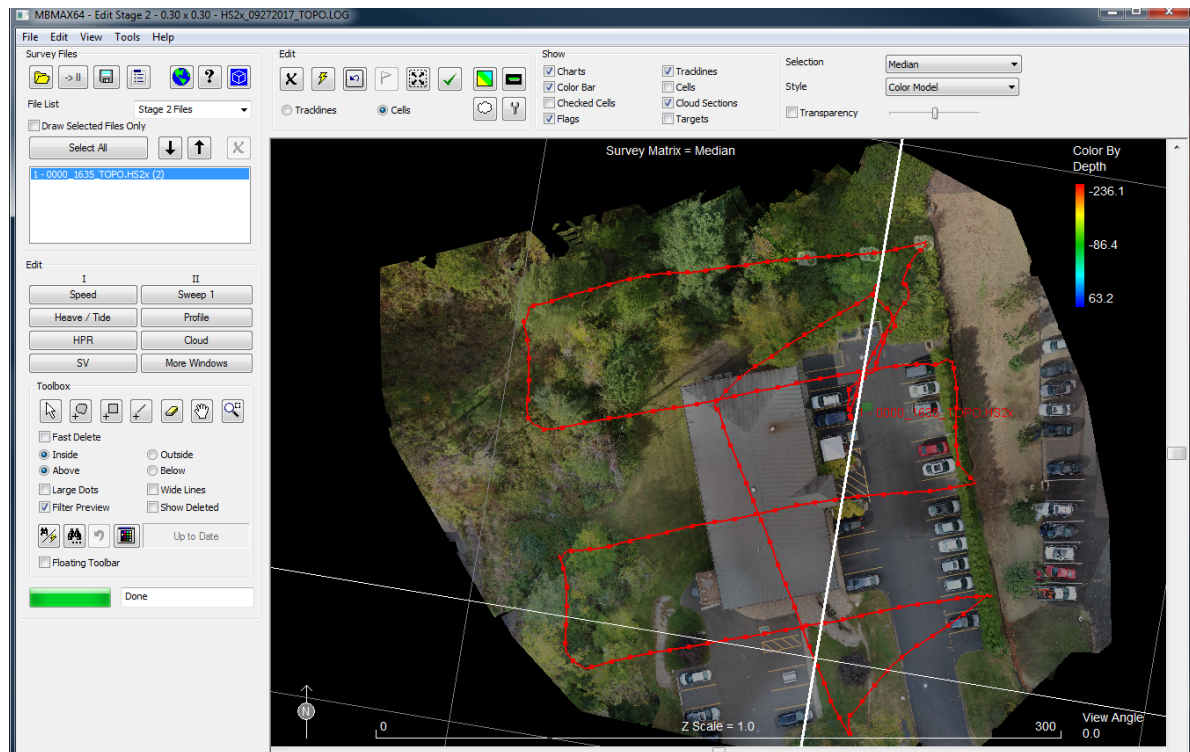 MBMAX64 - Edit Stage 2 - 0.30 x 0.30 - HS2x_09272017_TOPO.LOG
File Edit View Tools Help
Survey Files
-> II
?
File List
Stage 2 Files
Draw Selected Files Only
Select All
X
1 - 0000_1635_TOPO.HS2x (2)
Edit
I II
Speed Sweep 1
Heave / Tide Profile
HPR Cloud
SV More Windows
Toolbox
Fast Delete
Inside Outside
Above Below
Large Dots Wide Lines
Filter Preview Show Deleted
Up to Date
Floating Toolbar
Done
Edit
X
Tracklines Cells
Show
Charts Tracklines
Color Bar Cells
Checked Cells Cloud Sections
Flags Targets
Selection Median
Style Color Model
Transparency
Survey Matrix = Median
Color By
Depth
-236.1
-86.4
63.2
0000_1635_TOPO.HS2x
N
0 Z Scale = 1.0 300
View Angle
0.0